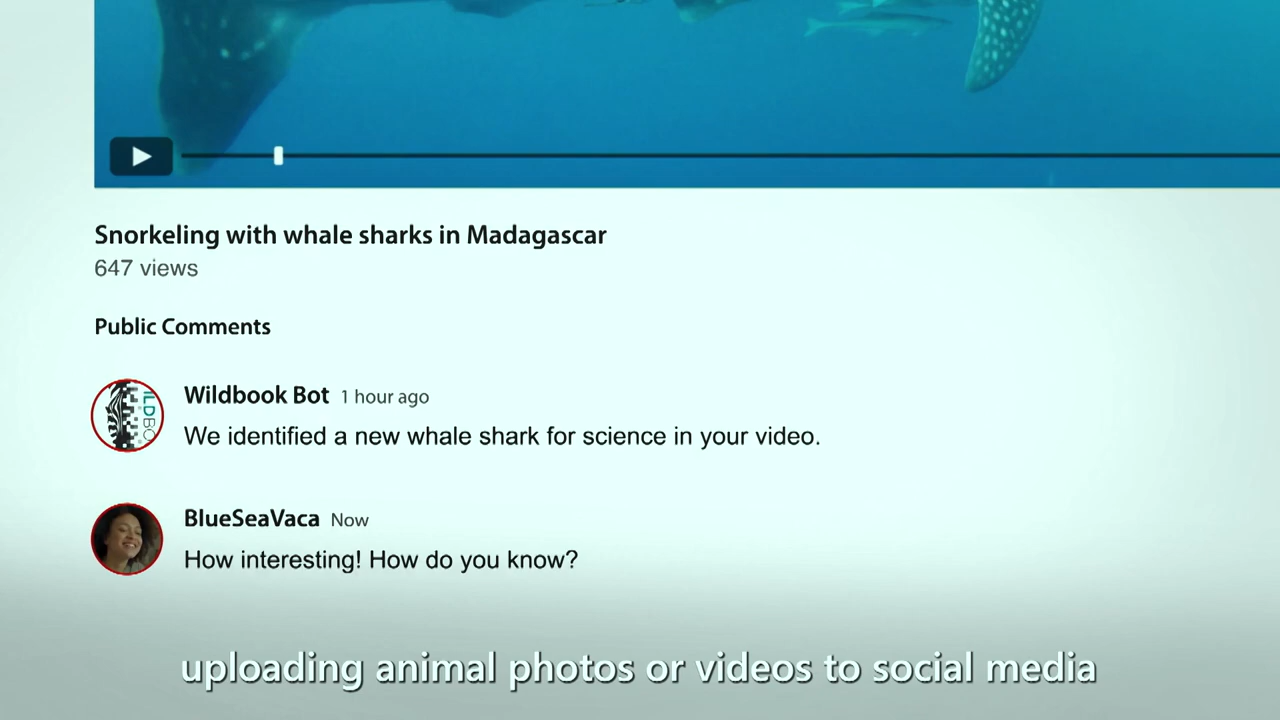 Snorkeling with whale sharks in Madagascar
647 views
Public Comments
Wildbook Bot 1 hour ago
ILDBO
We identified a new whale shark for science in your video.
BlueSeaVaca Now
How interesting! How do you know?
uploading animal photos or videos to social media